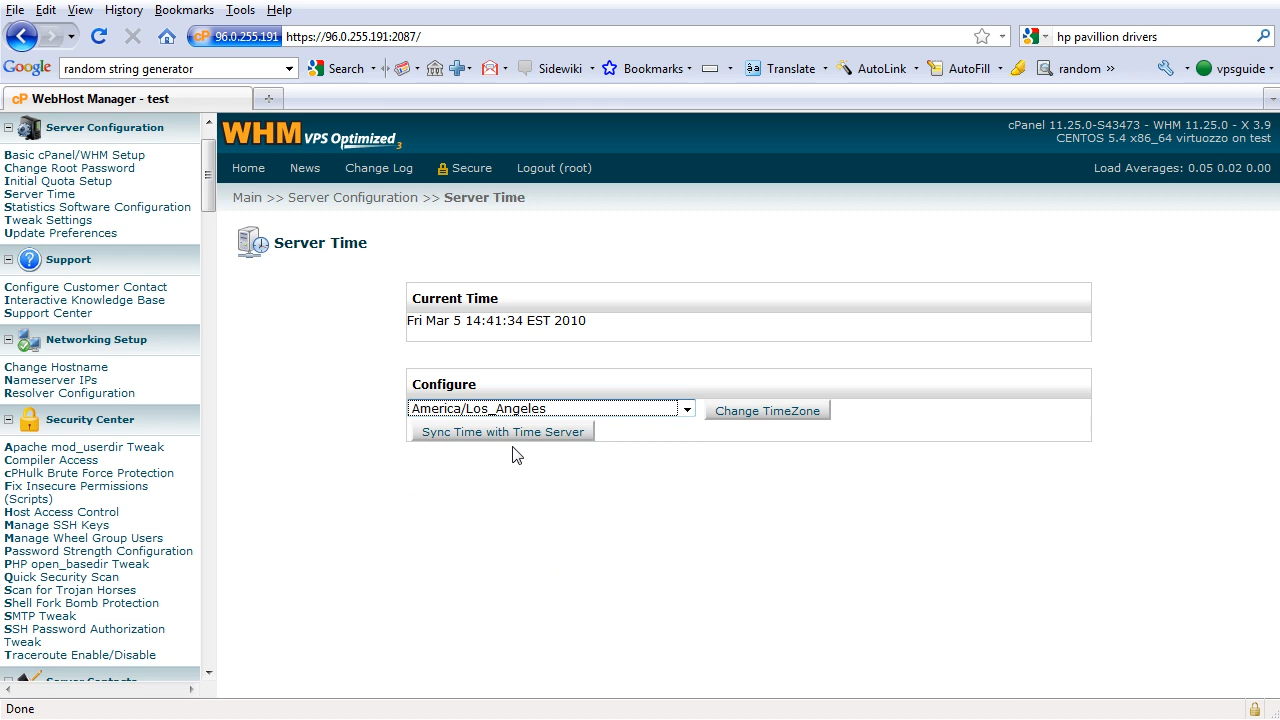 File Edit View History Bookmarks Tools Help
cP 96.0.255.191 https://96.0.255.191:2087/ hp pavillion drivers
Google random string generator Search Sidewiki Bookmarks Translate AutoLink AutoFill random » vpsguide
cP WebHost Manager - test
Server Configuration
Basic cPanel/WHM Setup
Change Root Password
Initial Quota Setup
Server Time
Statistics Software Configuration
Tweak Settings
Update Preferences
Support
Configure Customer Contact
Interactive Knowledge Base
Support Center
Networking Setup
Change Hostname
Nameserver IPs
Resolver Configuration
Security Center
Apache mod_userdir Tweak
Compiler Access
cPHulk Brute Force Protection
Fix Insecure Permissions
(Scripts)
Host Access Control
Manage SSH Keys
Manage Wheel Group Users
Password Strength Configuration
PHP open_basedir Tweak
Quick Security Scan
Scan for Trojan Horses
Shell Fork Bomb Protection
SMTP Tweak
SSH Password Authorization
Tweak
Traceroute Enable/Disable
Server Contacts
WHM VPS Optimized 3
cPanel 11.25.0-S43473 - WHM 11.25.0 - X 3.9
CENTOS 5.4 x86_64 virtuozzo on test
Home News Change Log Secure Logout (root)
Load Averages: 0.05 0.02 0.00
Main >> Server Configuration >> Server Time
Server Time
Current Time
Fri Mar 5 14:41:34 EST 2010
Configure
America/Los_Angeles Change TimeZone
Sync Time with Time Server
Done